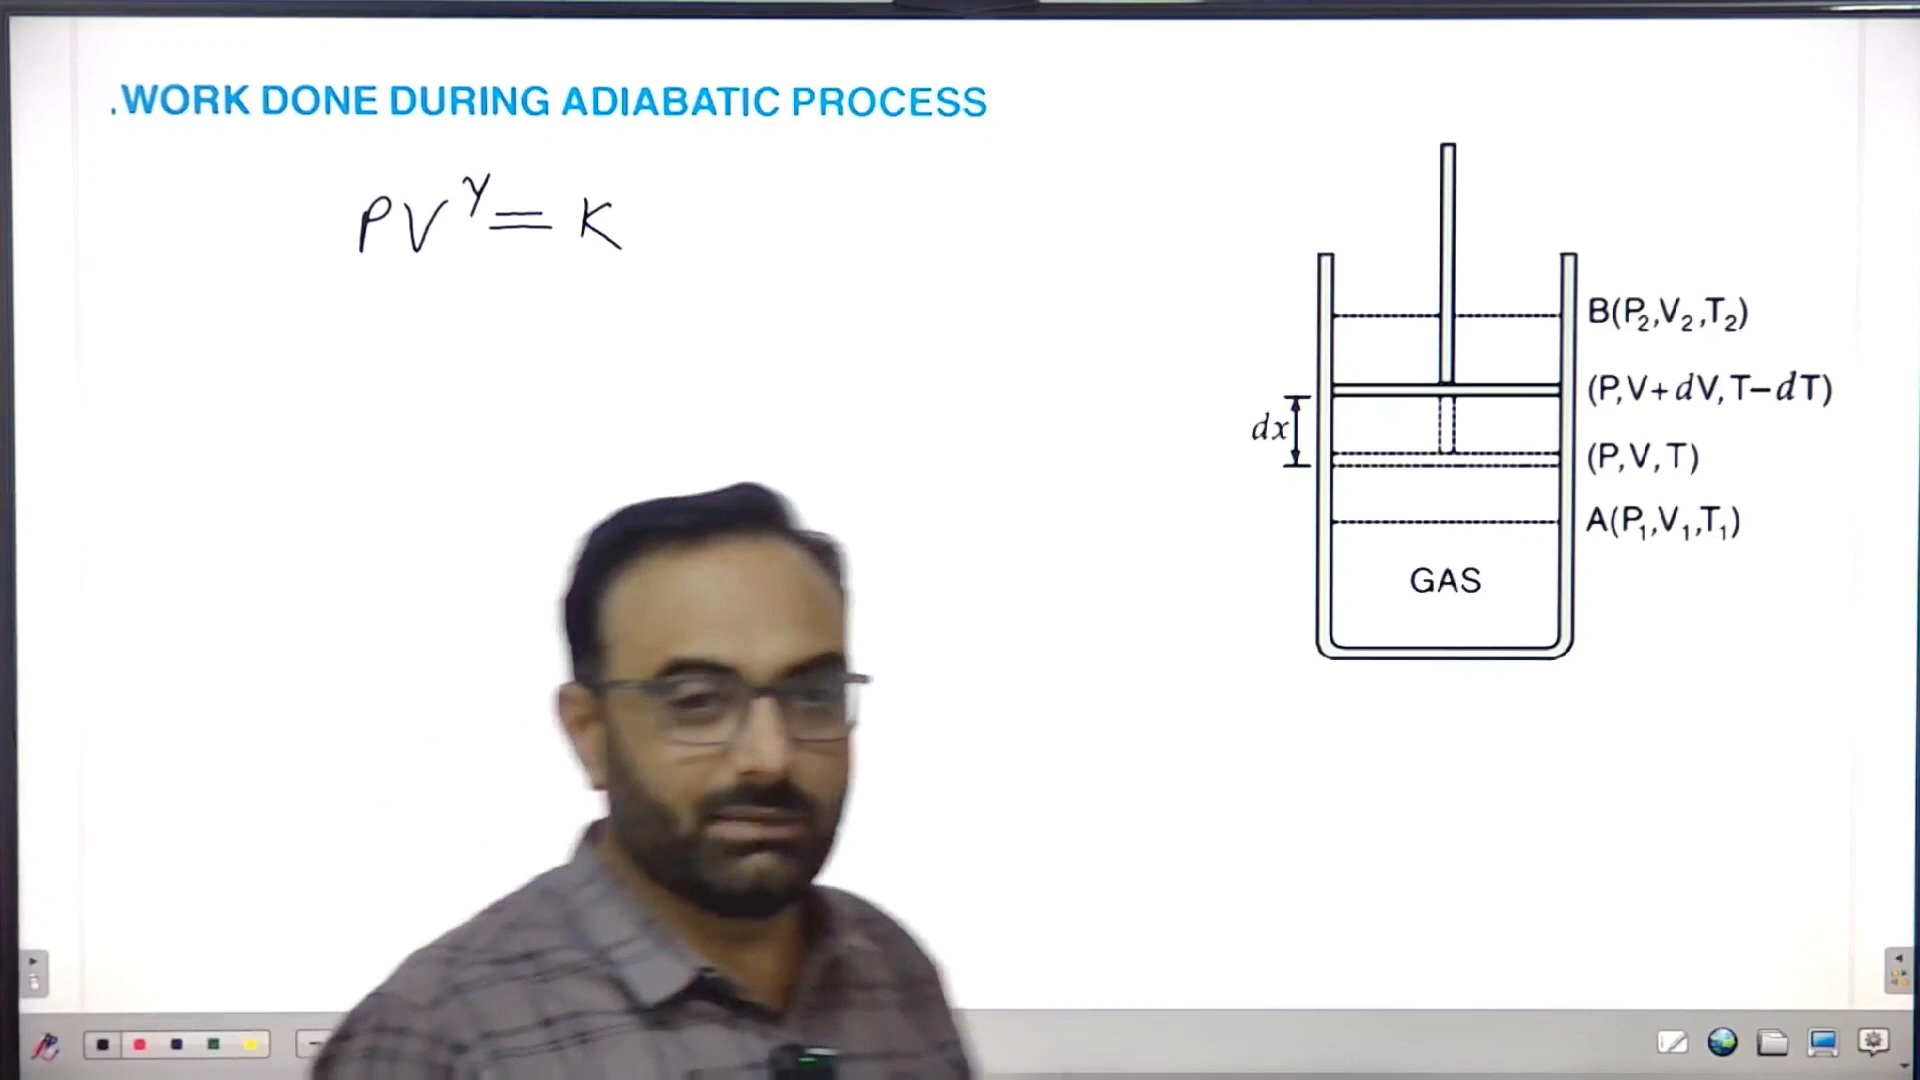 .WORK DONE DURING ADIABATIC PROCESS
PV^γ = K
B(P₂,V₂,T₂)
(P,V+dV,T−dT)
dx
(P,V,T)
A(P₁,V₁,T₁)
GAS